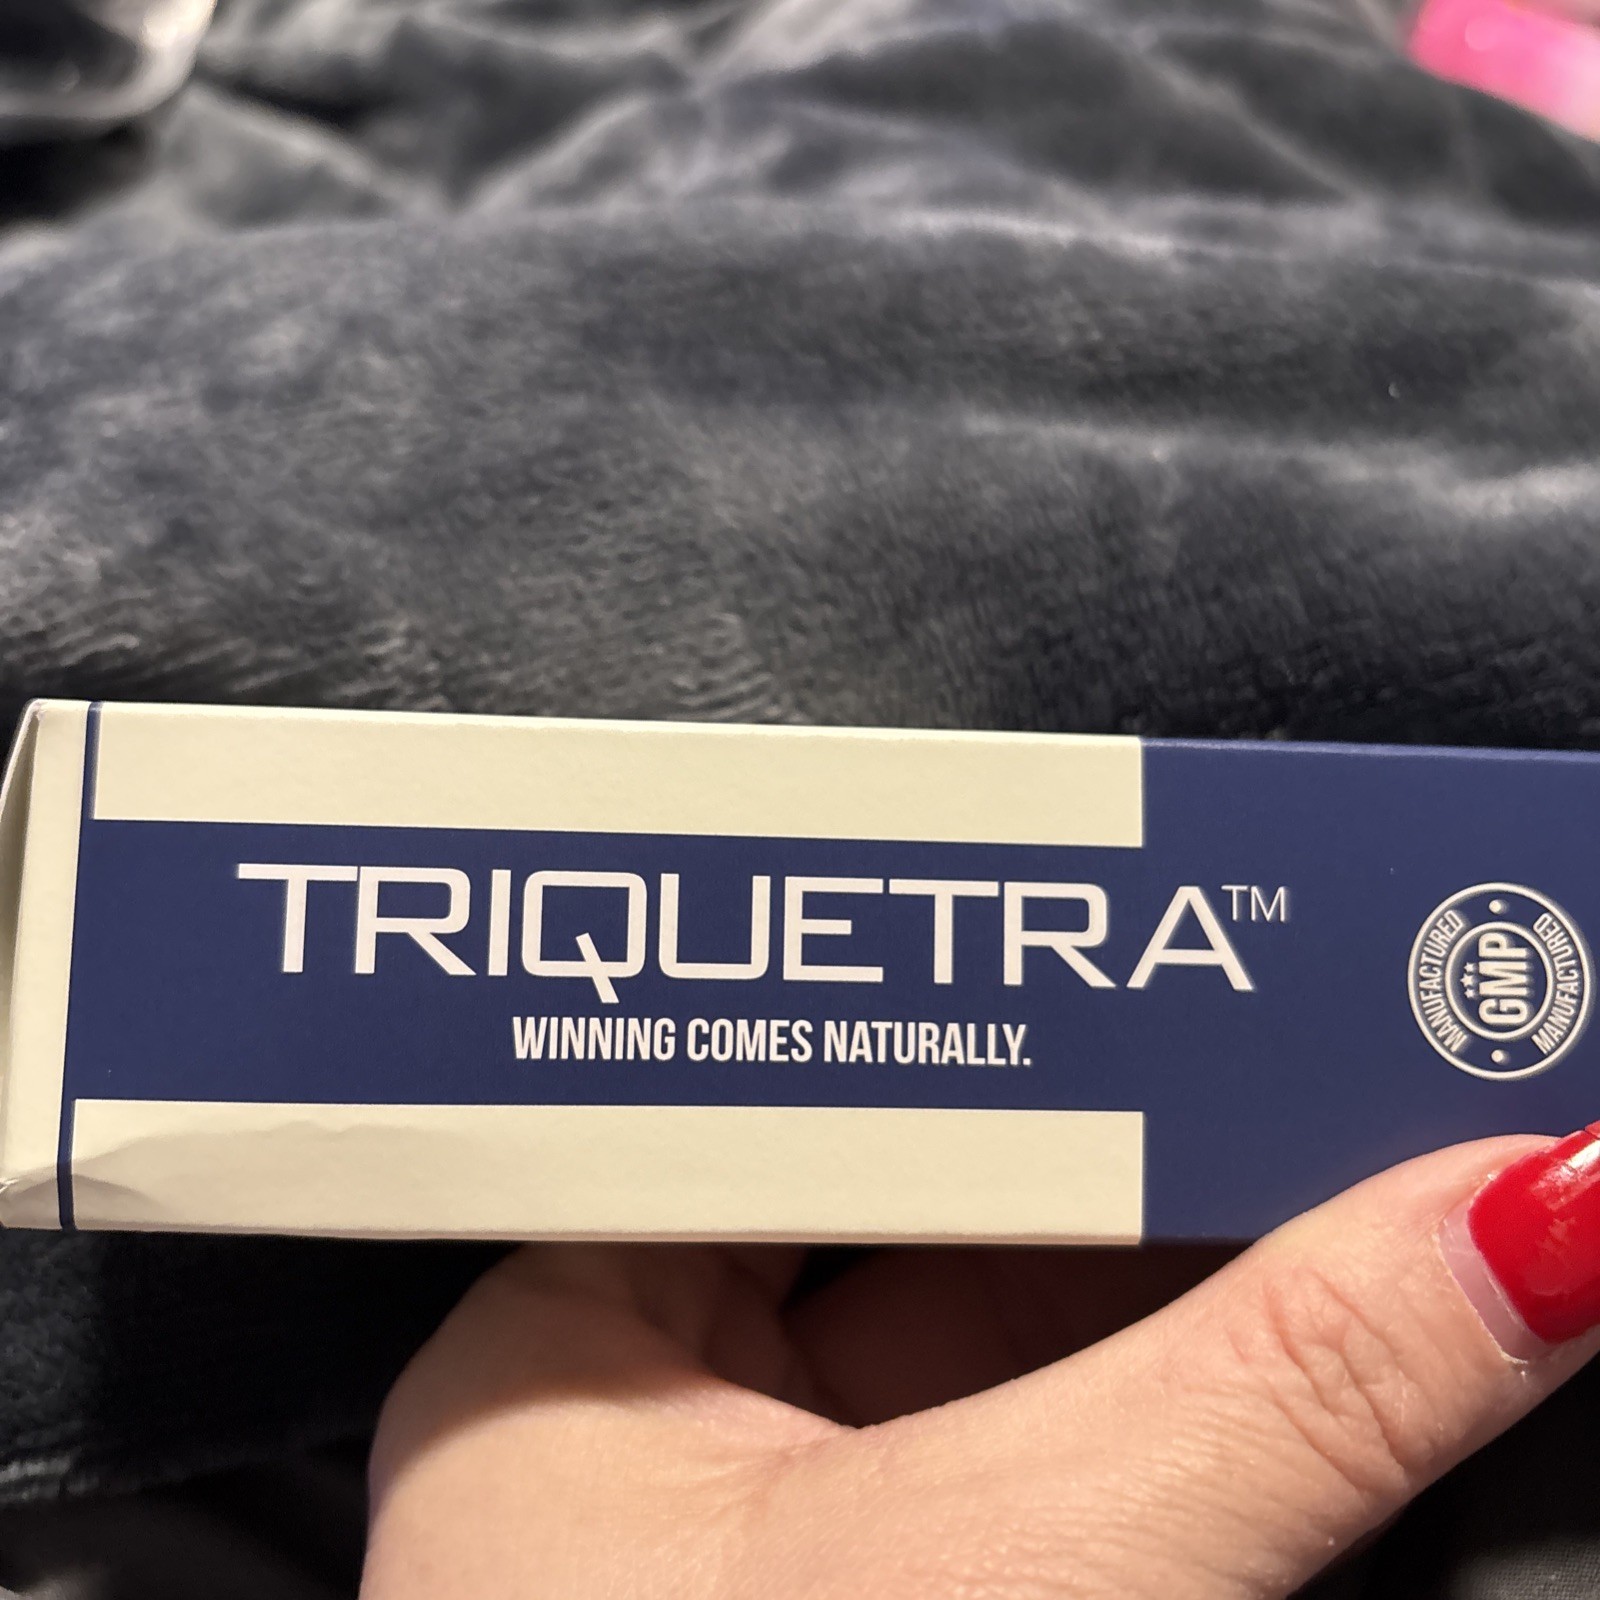 TRIQUETRA™
WINNING COMES NATURALLY.
MANUFACTURED
GMP
MANUFACTURED